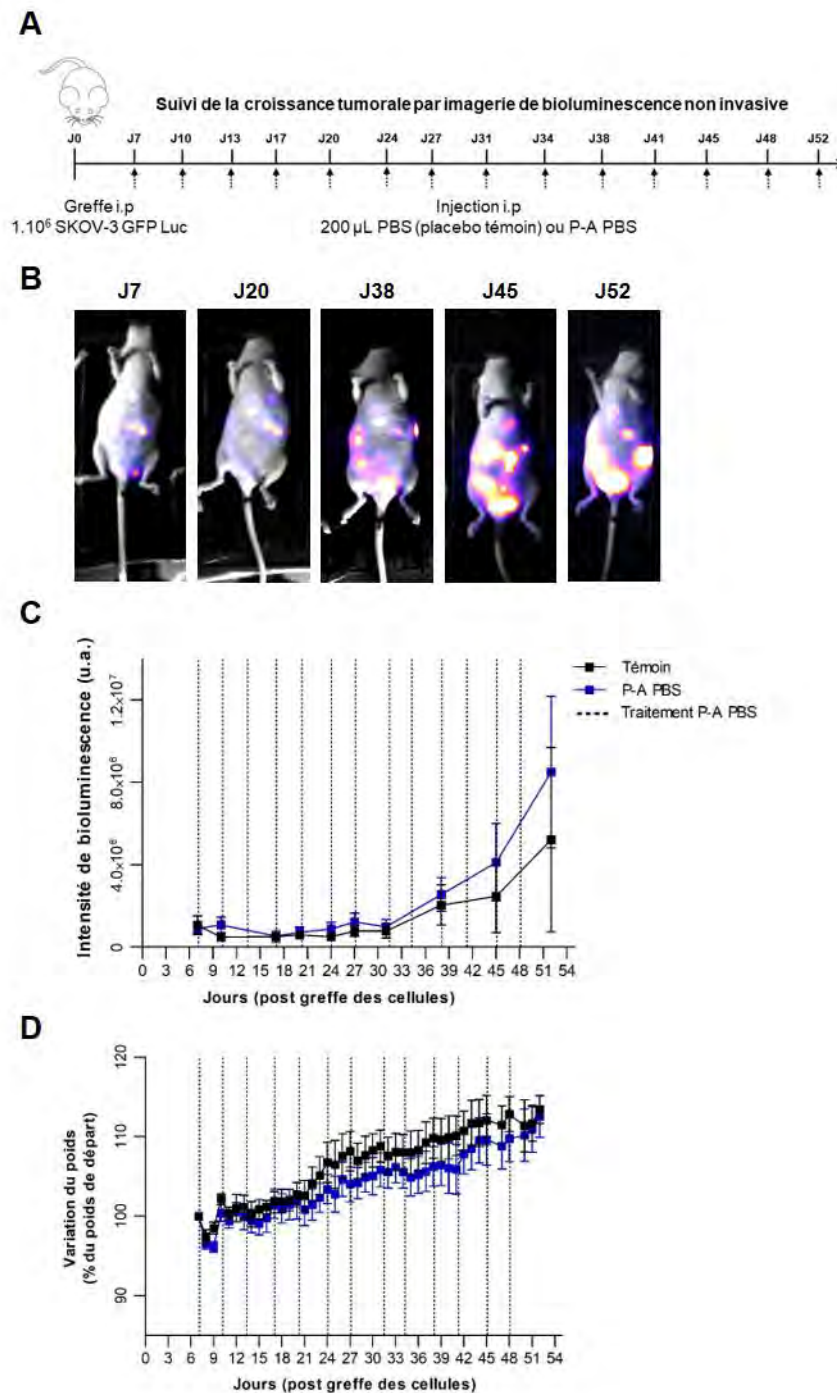 A
Suivi de la croissance tumorale par imagerie de bioluminescence non invasive
J0 J7 J10 J13 J17 J20 J24 J27 J31 J34 J38 J41 J45 J48 J52
Greffe i.p
1.10⁶ SKOV-3 GFP Luc
Injection i.p
200 µL PBS (placebo témoin) ou P-A PBS
B
J7 J20 J38 J45 J52
C
Intensité de bioluminescence (u.a.)
1.2×10⁷
8.0×10⁶
4.0×10⁶
0
0 3 6 9 12 15 18 21 24 27 30 33 36 39 42 45 48 51 54
Jours (post greffe des cellules)
Témoin
P-A PBS
Traitement P-A PBS
D
Variation du poids
(% du poids de départ)
120
110
100
90
0 3 6 9 12 15 18 21 24 27 30 33 36 39 42 45 48 51 54
Jours (post greffe des cellules)